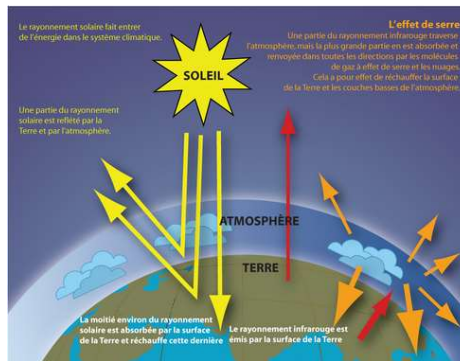 Le rayonnement solaire fait entrer
de l'énergie dans le système climatique.
L'effet de serre
Une partie du rayonnement infrarouge traverse
l'atmosphère, mais la plus grande partie en est absorbée et
renvoyée dans toutes les directions par les molécules
de gaz à effet de serre et les nuages.
Cela a pour effet de réchauffer la surface
de la Terre et les couches basses de l'atmosphère.
SOLEIL
Une partie du rayonnement
solaire est reflété par la
Terre et par l'atmosphère.
ATMOSPHÈRE
TERRE
La moitié environ du rayonnement
solaire est absorbée par la surface
de la Terre et réchauffe cette dernière
Le rayonnement infrarouge est
émis par la surface de la Terre